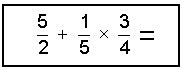 5/2 + 1/5 × 3/4 =